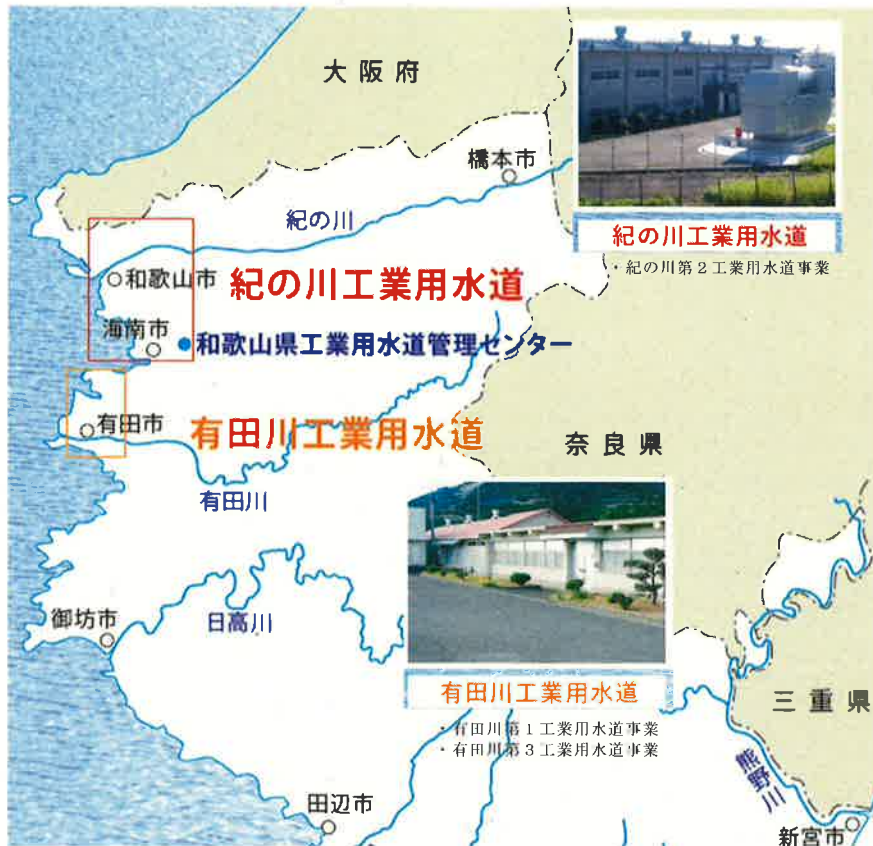 大阪府
橋本市
紀の川
紀の川工業用水道
・紀の川第2工業用水道事業
和歌山市
紀の川工業用水道
海南市
和歌山県工業用水道管理センター
有田市
有田川工業用水道
奈良県
有田川
御坊市
日高川
有田川工業用水道
・有田川第1工業用水道事業
・有田川第3工業用水道事業
三重県
熊野川
田辺市
新宮市